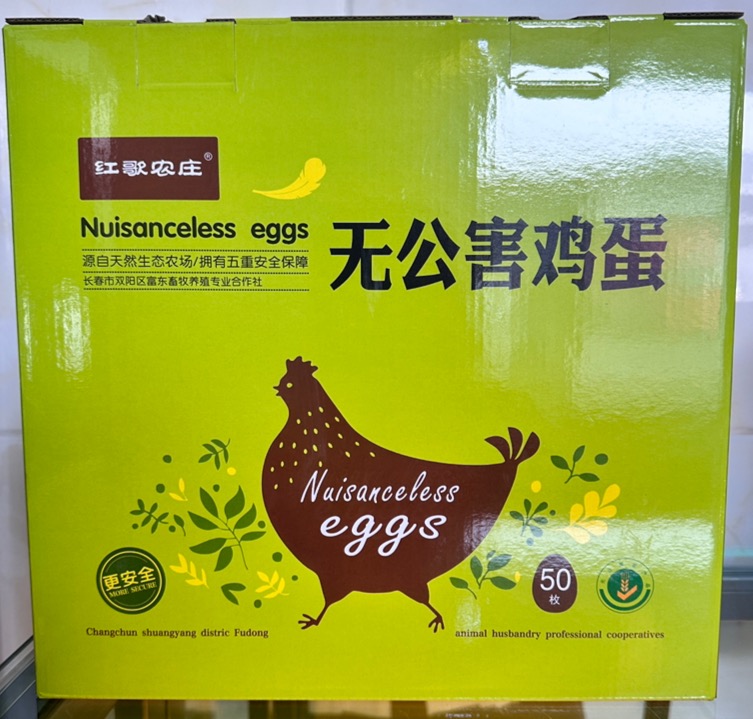 红歌农庄®
Nuisanceless eggs
源自天然生态农场/拥有五重安全保障
长春市双阳区富东畜牧养殖专业合作社
无公害鸡蛋
Nuisanceless
eggs
更安全
MORE SECURE
50
枚
Changchun shuangyang distric Fudong
animal husbandry professional cooperatives